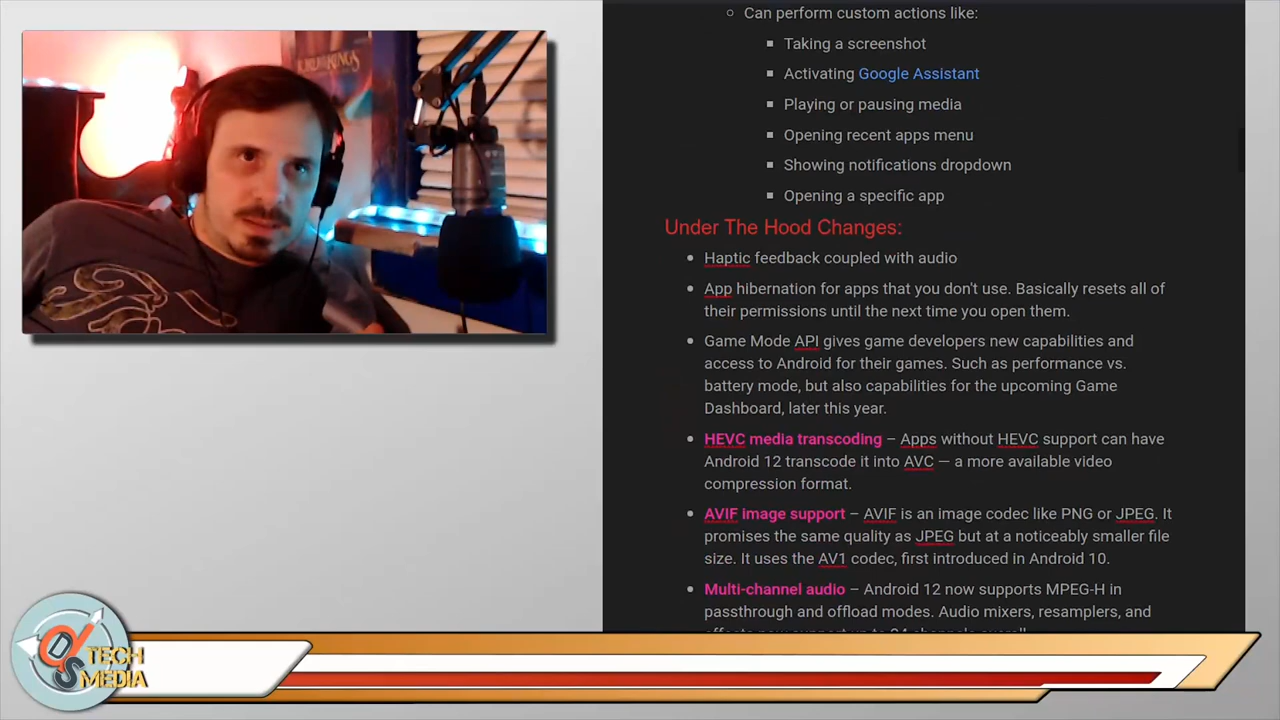 Can perform custom actions like:
Taking a screenshot
Activating Google Assistant
Playing or pausing media
Opening recent apps menu
Showing notifications dropdown
Opening a specific app
Under The Hood Changes:
Haptic feedback coupled with audio
App hibernation for apps that you don't use. Basically resets all of
their permissions until the next time you open them.
Game Mode API gives game developers new capabilities and
access to Android for their games. Such as performance vs.
battery mode, but also capabilities for the upcoming Game
Dashboard, later this year.
HEVC media transcoding – Apps without HEVC support can have
Android 12 transcode it into AVC — a more available video
compression format.
AVIF image support – AVIF is an image codec like PNG or JPEG. It
promises the same quality as JPEG but at a noticeably smaller file
size. It uses the AV1 codec, first introduced in Android 10.
Multi-channel audio – Android 12 now supports MPEG-H in
passthrough and offload modes. Audio mixers, resamplers, and
DS
TECH
MEDIA